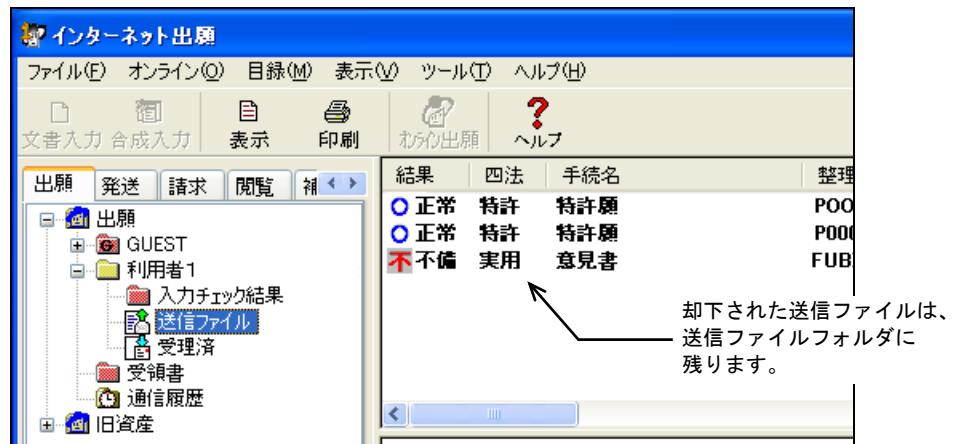 インターネット出願
ファイル(F) オンライン(O) 目録(M) 表示(V) ツール(T) ヘルプ(H)
文書入力 合成入力 表示 印刷 オンライン出願 ヘルプ
出願 発送 請求 閲覧 補
出願
GUEST
利用者1
入力チェック結果
送信ファイル
受理済
受領書
通信履歴
旧資産
結果 四法 手続名 整理
正常 特許 特許願 POO
正常 特許 特許願 P00
不 不備 実用 意見書 FUB
却下された送信ファイルは、
送信ファイルフォルダに
残ります。